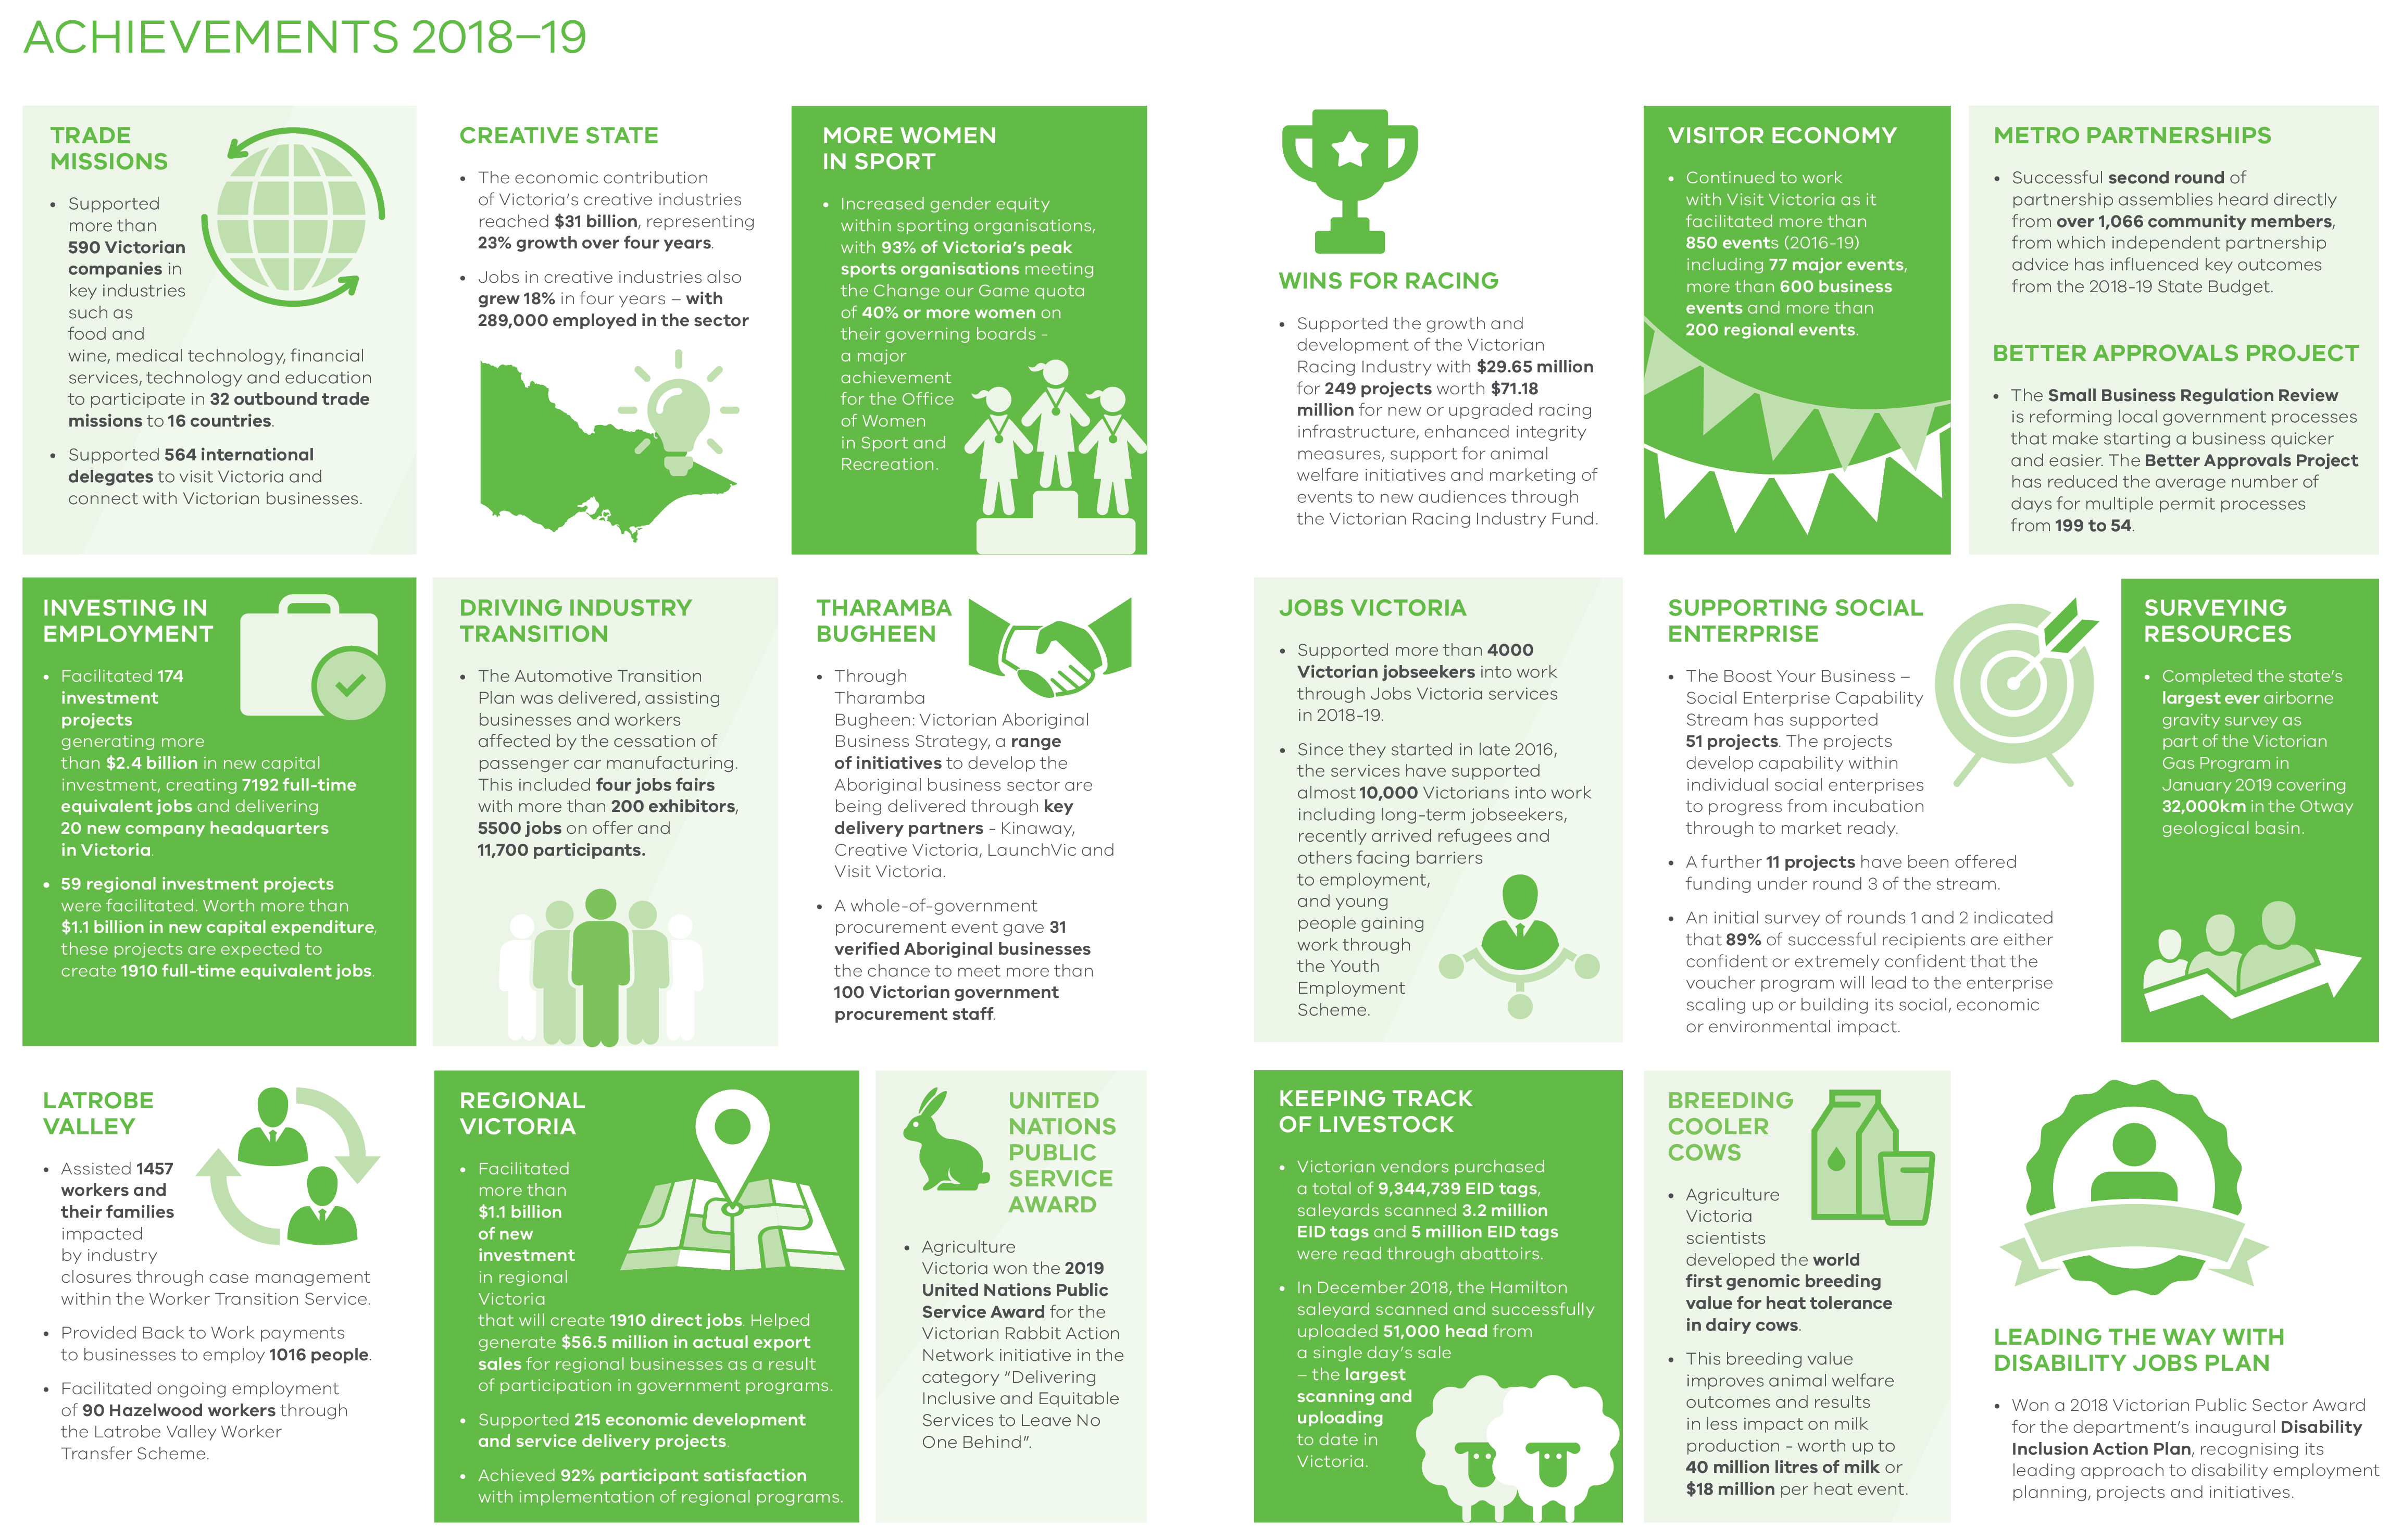 ACHIEVEMENTS 2018–19
TRADE
MISSIONS
• Supported
more than
590 Victorian
companies in
key industries
such as
food and
wine, medical technology, financial
services, technology and education
to participate in 32 outbound trade
missions to 16 countries.
• Supported 564 international
delegates to visit Victoria and
connect with Victorian businesses.
CREATIVE STATE
• The economic contribution
of Victoria's creative industries
reached $31 billion, representing
23% growth over four years.
• Jobs in creative industries also
grew 18% in four years – with
289,000 employed in the sector
MORE WOMEN
IN SPORT
• Increased gender equity
within sporting organisations,
with 93% of Victoria's peak
sports organisations meeting
the Change our Game quota
of 40% or more women on
their governing boards -
a major
achievement
for the Office
of Women
in Sport and
Recreation.
WINS FOR RACING
• Supported the growth and
development of the Victorian
Racing Industry with $29.65 million
for 249 projects worth $71.18
million for new or upgraded racing
infrastructure, enhanced integrity
measures, support for animal
welfare initiatives and marketing of
events to new audiences through
the Victorian Racing Industry Fund.
VISITOR ECONOMY
• Continued to work
with Visit Victoria as it
facilitated more than
850 events (2016-19)
including 77 major events,
more than 600 business
events and more than
200 regional events.
METRO PARTNERSHIPS
• Successful second round of
partnership assemblies heard directly
from over 1,066 community members,
from which independent partnership
advice has influenced key outcomes
from the 2018-19 State Budget.
BETTER APPROVALS PROJECT
• The Small Business Regulation Review
is reforming local government processes
that make starting a business quicker
and easier. The Better Approvals Project
has reduced the average number of
days for multiple permit processes
from 199 to 54.
INVESTING IN
EMPLOYMENT
• Facilitated 174
investment
projects
generating more
than $2.4 billion in new capital
investment, creating 7192 full-time
equivalent jobs and delivering
20 new company headquarters
in Victoria.
• 59 regional investment projects
were facilitated. Worth more than
$1.1 billion in new capital expenditure,
these projects are expected to
create 1910 full-time equivalent jobs.
DRIVING INDUSTRY
TRANSITION
• The Automotive Transition
Plan was delivered, assisting
businesses and workers
affected by the cessation of
passenger car manufacturing.
This included four jobs fairs
with more than 200 exhibitors,
5500 jobs on offer and
11,700 participants.
THARAMBA
BUGHEEN
• Through
Tharamba
Bugheen: Victorian Aboriginal
Business Strategy, a range
of initiatives to develop the
Aboriginal business sector are
being delivered through key
delivery partners - Kinaway,
Creative Victoria, LaunchVic and
Visit Victoria.
• A whole-of-government
procurement event gave 31
verified Aboriginal businesses
the chance to meet more than
100 Victorian government
procurement staff.
JOBS VICTORIA
• Supported more than 4000
Victorian jobseekers into work
through Jobs Victoria services
in 2018-19.
• Since they started in late 2016,
the services have supported
almost 10,000 Victorians into work
including long-term jobseekers,
recently arrived refugees and
others facing barriers
to employment,
and young
people gaining
work through
the Youth
Employment
Scheme.
SUPPORTING SOCIAL
ENTERPRISE
• The Boost Your Business –
Social Enterprise Capability
Stream has supported
51 projects. The projects
develop capability within
individual social enterprises
to progress from incubation
through to market ready.
• A further 11 projects have been offered
funding under round 3 of the stream.
• An initial survey of rounds 1 and 2 indicated
that 89% of successful recipients are either
confident or extremely confident that the
voucher program will lead to the enterprise
scaling up or building its social, economic
or environmental impact.
SURVEYING
RESOURCES
• Completed the state's
largest ever airborne
gravity survey as
part of the Victorian
Gas Program in
January 2019 covering
32,000km in the Otway
geological basin.
LATROBE
VALLEY
• Assisted 1457
workers and
their families
impacted
by industry
closures through case management
within the Worker Transition Service.
• Provided Back to Work payments
to businesses to employ 1016 people.
• Facilitated ongoing employment
of 90 Hazelwood workers through
the Latrobe Valley Worker
Transfer Scheme.
REGIONAL
VICTORIA
• Facilitated
more than
$1.1 billion
of new
investment
in regional
Victoria
that will create 1910 direct jobs. Helped
generate $56.5 million in actual export
sales for regional businesses as a result
of participation in government programs.
• Supported 215 economic development
and service delivery projects.
• Achieved 92% participant satisfaction
with implementation of regional programs.
UNITED
NATIONS
PUBLIC
SERVICE
AWARD
• Agriculture
Victoria won the 2019
United Nations Public
Service Award for the
Victorian Rabbit Action
Network initiative in the
category "Delivering
Inclusive and Equitable
Services to Leave No
One Behind".
KEEPING TRACK
OF LIVESTOCK
• Victorian vendors purchased
a total of 9,344,739 EID tags,
saleyards scanned 3.2 million
EID tags and 5 million EID tags
were read through abattoirs.
• In December 2018, the Hamilton
saleyard scanned and successfully
uploaded 51,000 head from
a single day's sale
– the largest
scanning and
uploading
to date in
Victoria.
BREEDING
COOLER
COWS
• Agriculture
Victoria
scientists
developed the world
first genomic breeding
value for heat tolerance
in dairy cows.
• This breeding value
improves animal welfare
outcomes and results
in less impact on milk
production - worth up to
40 million litres of milk or
$18 million per heat event.
LEADING THE WAY WITH
DISABILITY JOBS PLAN
• Won a 2018 Victorian Public Sector Award
for the department's inaugural Disability
Inclusion Action Plan, recognising its
leading approach to disability employment
planning, projects and initiatives.